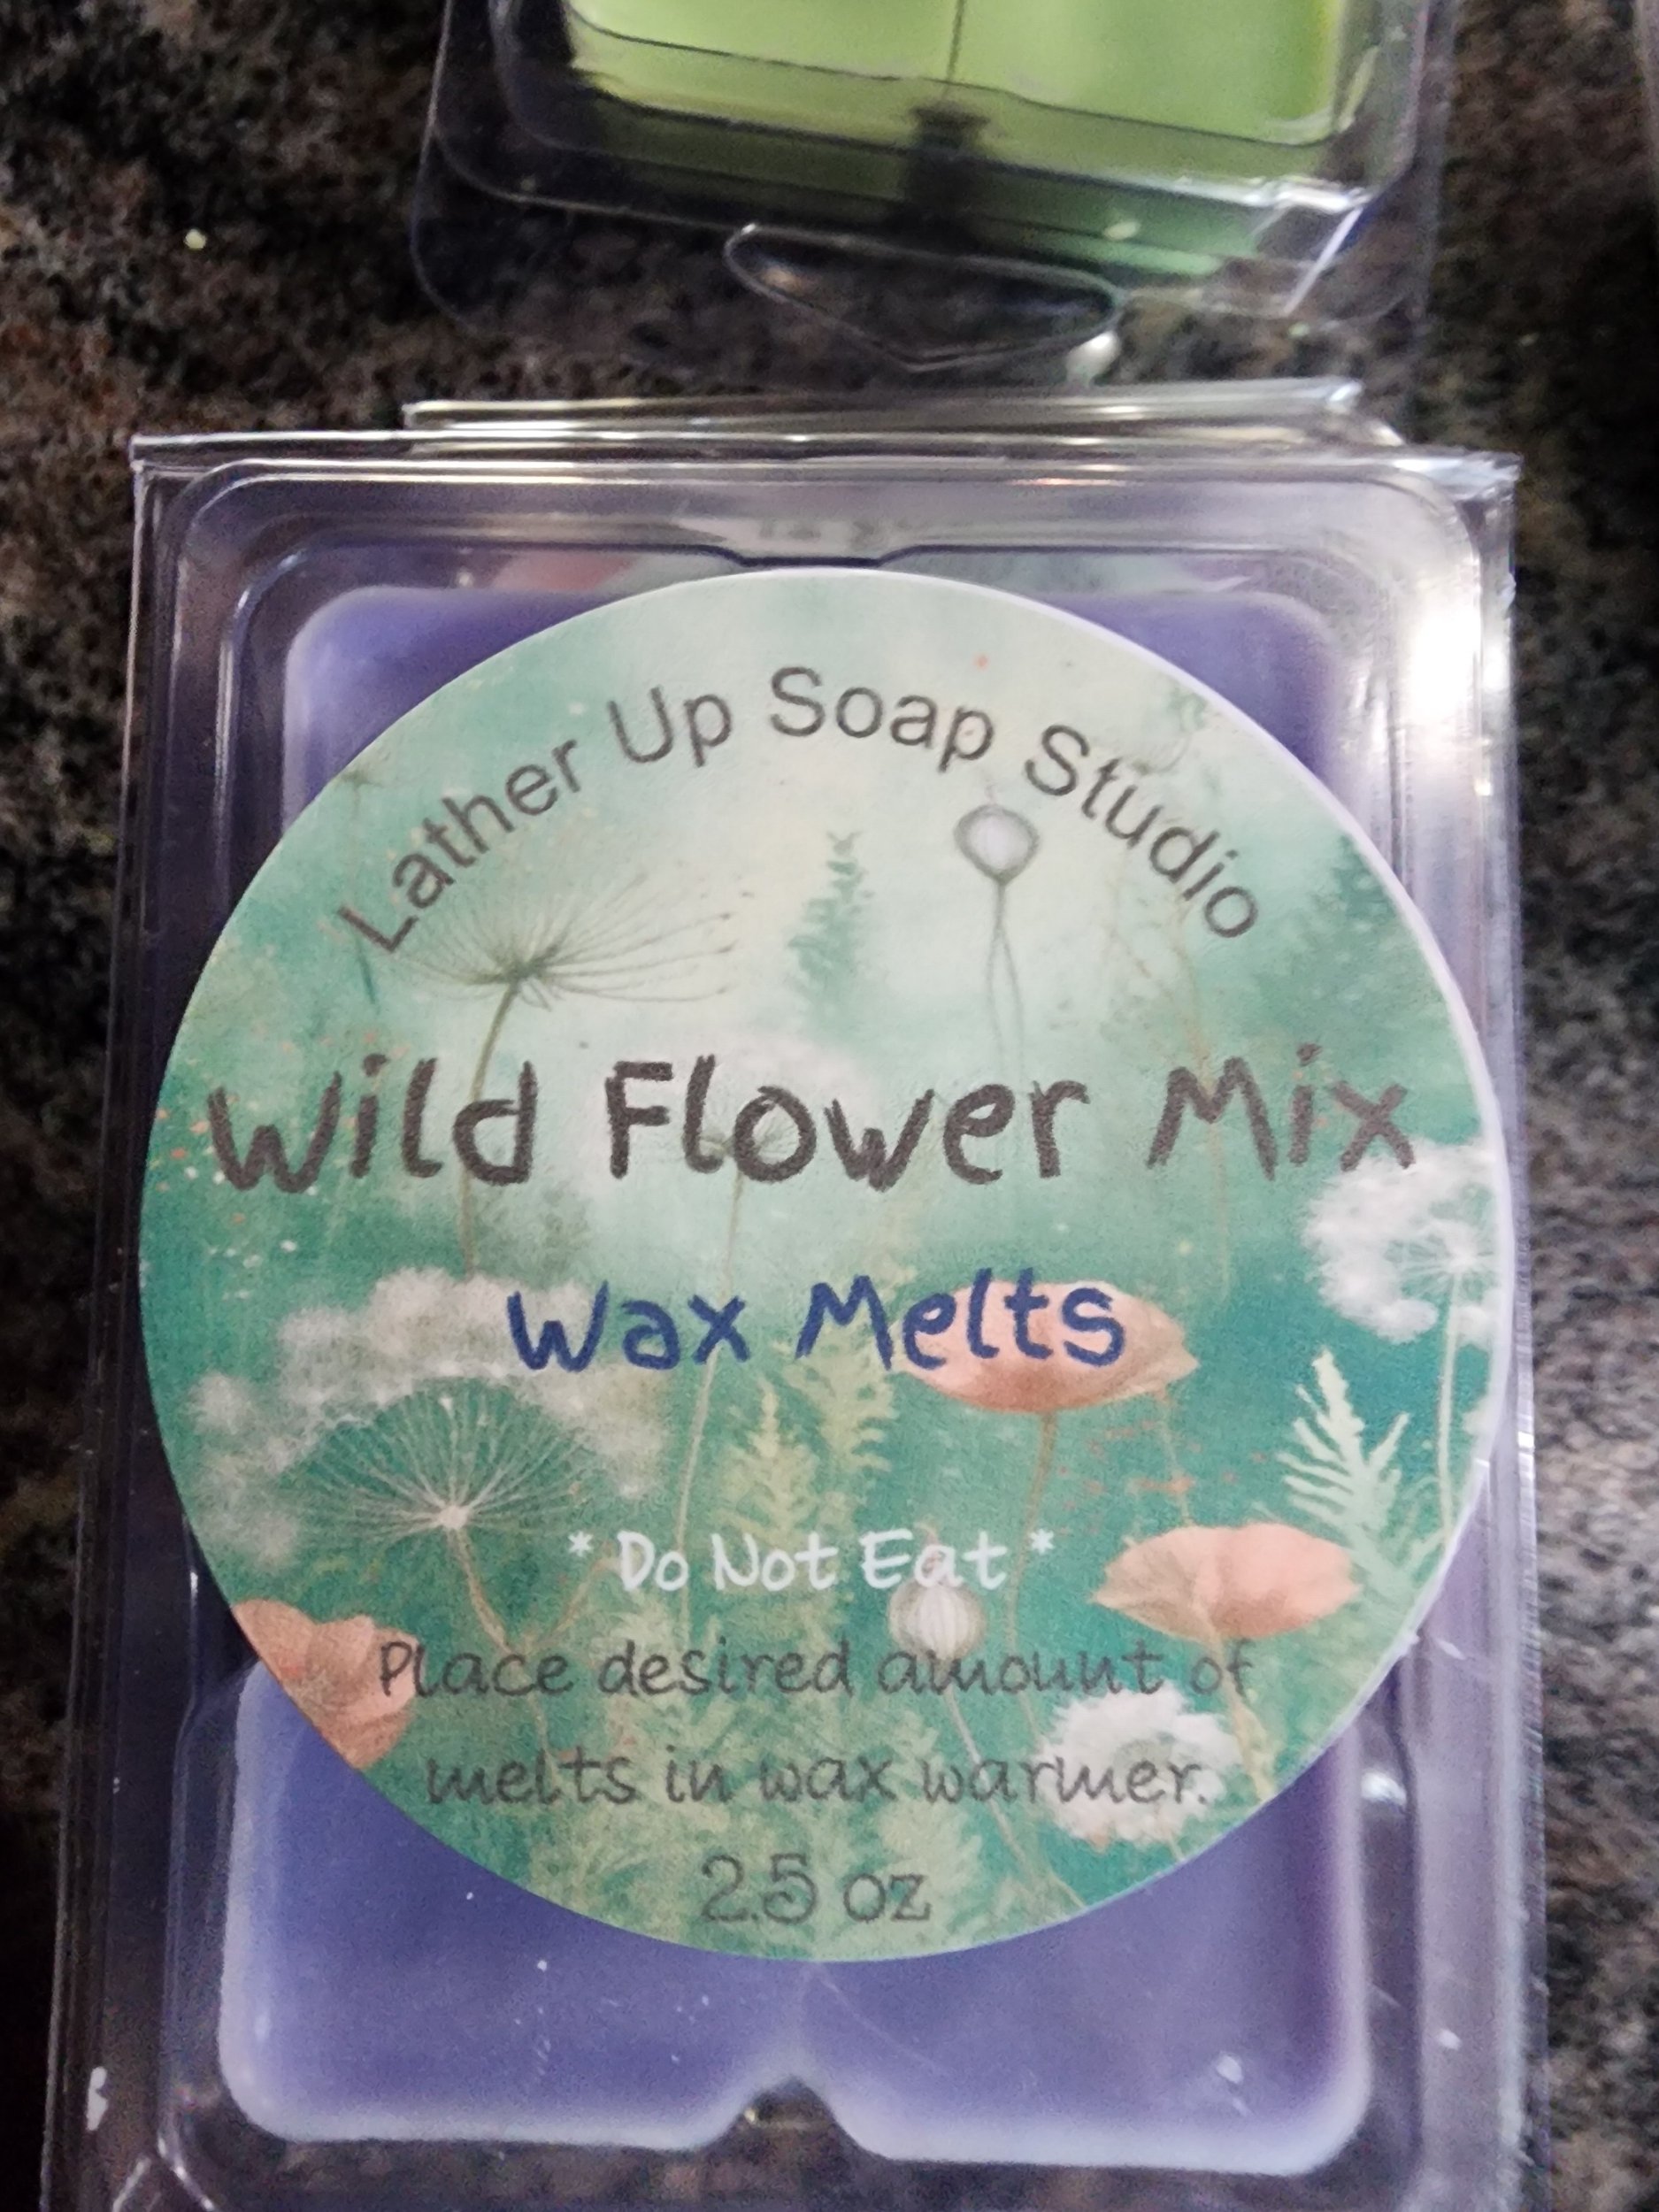 Lather Up Soap Studio
Wild Flower Mix
Wax Melts
* Do Not Eat *
Place desired amount of
melts in wax warmer.
2.5 oz